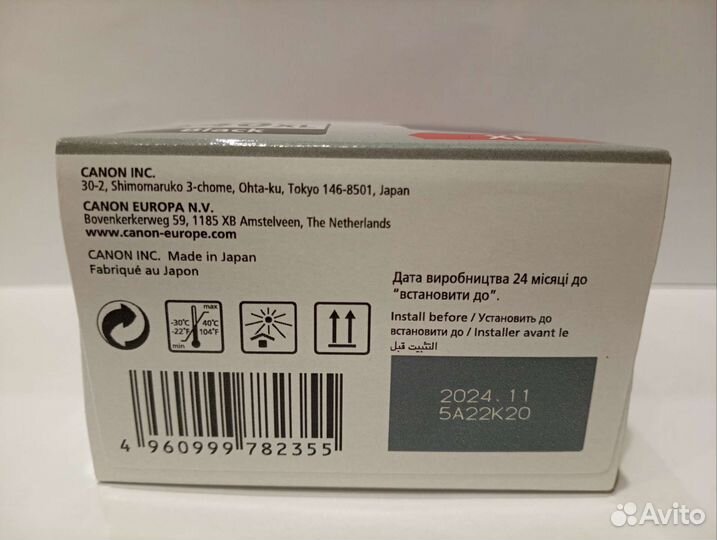 XL
Black
XL
CANON INC.
30-2, Shimomaruko 3-chome, Ohta-ku, Tokyo 146-8501, Japan
CANON EUROPA N.V.
Bovenkerkerweg 59, 1185 XB Amstelveen, The Netherlands
www.canon-europe.com
CANON INC. Made in Japan
Fabriqué au Japon
Дата виробництва 24 місяці до
"встановити до".
Install before / Установить до
встановити до / Installer avant le
التثبيت قبل
max
-30°C 40°C
-22°F 104°F
min
2024.11
5A22K20
4 960999 782355
Avito